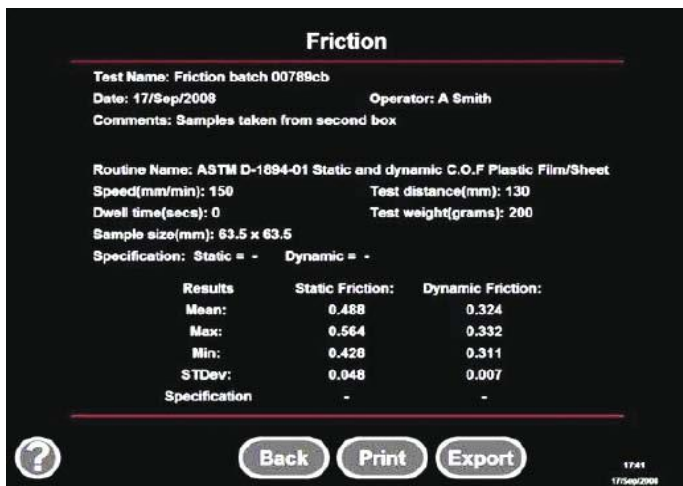 Friction
Test Name: Friction batch 00789cb
Date: 17/Sep/2008 Operator: A Smith
Comments: Samples taken from second box
Routine Name: ASTM D-1894-01 Static and dynamic C.O.F Plastic Film/Sheet
Speed(mm/min): 150 Test distance(mm): 130
Dwell time(secs): 0 Test weight(grams): 200
Sample size(mm): 63.5 x 63.5
Specification: Static = - Dynamic = -
Results Static Friction: Dynamic Friction:
Mean: 0.488 0.324
Max: 0.564 0.332
Min: 0.428 0.311
STDev: 0.048 0.007
Specification - -
? Back Print Export
17:41
17/Sep/2008